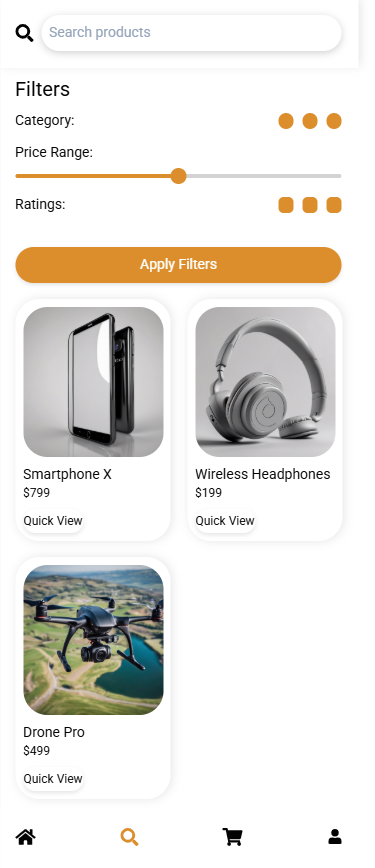 Search products
Filters
Category:
Price Range:
Ratings:
Apply Filters
Smartphone X
$799
Quick View
Wireless Headphones
$199
Quick View
Drone Pro
$499
Quick View